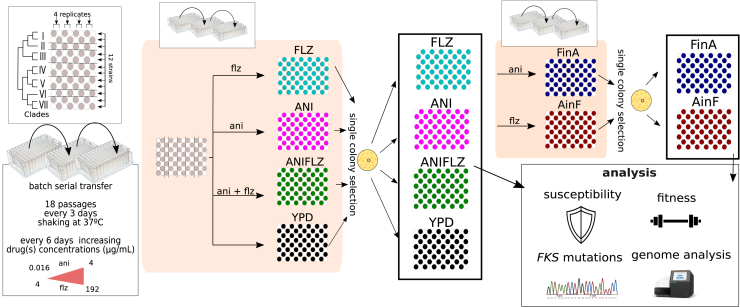 4 replicates
I
II
III
IV
V
VI
VII
Clades
12 strains
batch serial transfer
18 passages
every 3 days
shaking at 37ºC
every 6 days increasing
drug(s) concentrations (µg/mL)
0.016 ani 4
4 flz 192
flz
ani
ani + flz
FLZ
ANI
ANIFLZ
YPD
single colony selection
FLZ
ANI
ANIFLZ
YPD
ani
flz
FinA
AinF
single colony selection
FinA
AinF
analysis
susceptibility
fitness
FKS mutations
genome analysis